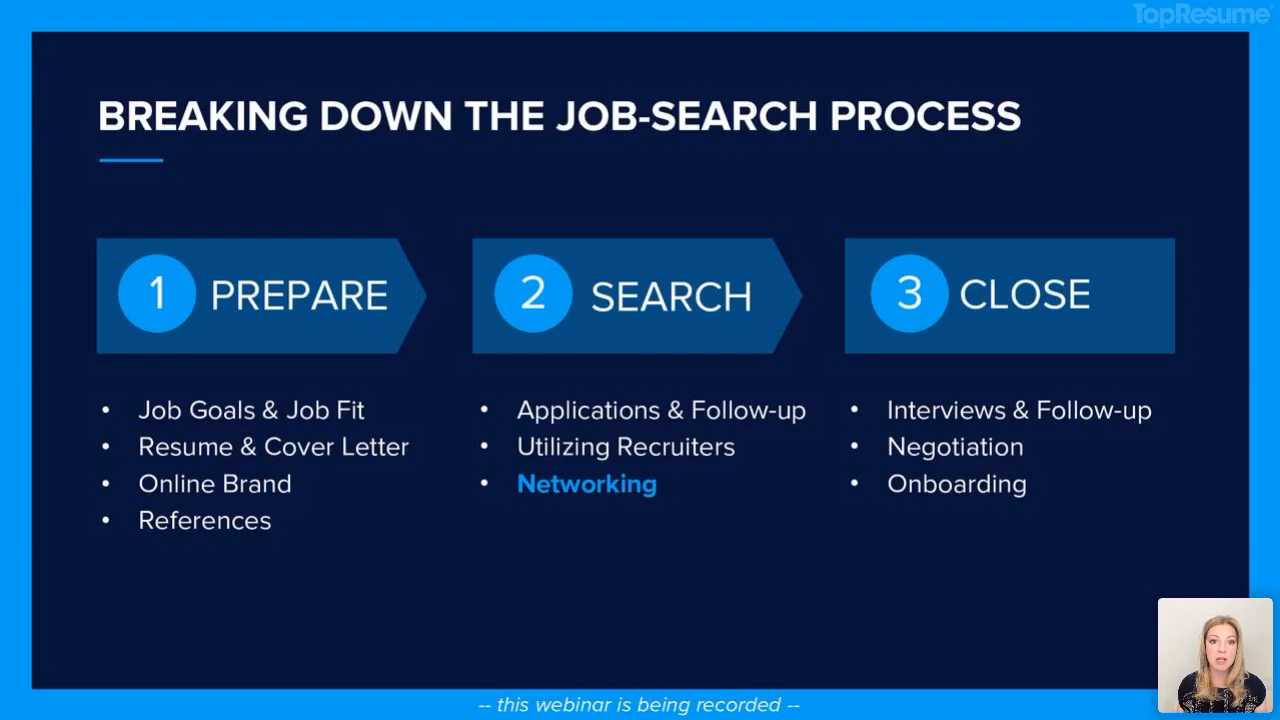 TopResume
BREAKING DOWN THE JOB-SEARCH PROCESS
1 PREPARE
• Job Goals & Job Fit
• Resume & Cover Letter
• Online Brand
• References
2 SEARCH
• Applications & Follow-up
• Utilizing Recruiters
• Networking
3 CLOSE
• Interviews & Follow-up
• Negotiation
• Onboarding
-- this webinar is being recorded --